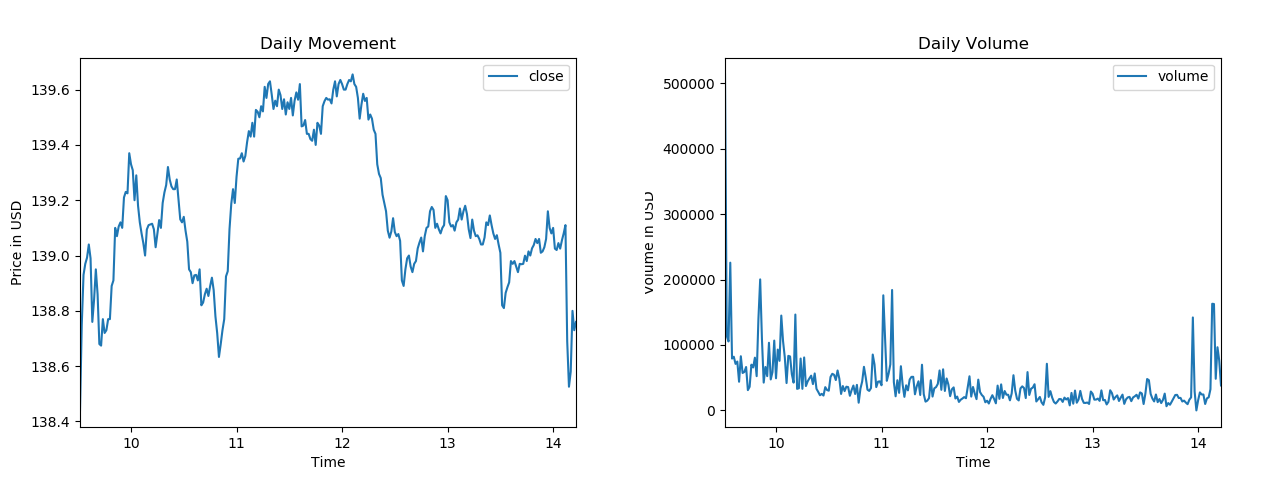 Daily Movement
close
139.6
139.4
139.2
139.0
138.8
138.6
138.4
Price in USD
10
11
12
13
14
Time
Daily Volume
volume
500000
400000
300000
200000
100000
0
volume in USD
10
11
12
13
14
Time